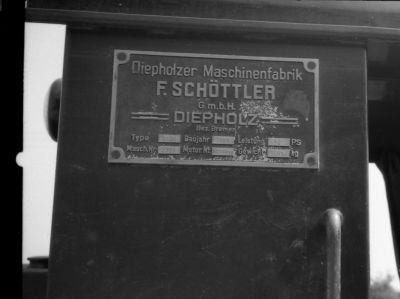 Diepholzer Maschinenfabrik
F. SCHÖTTLER
G.m.b.H.
DIEPHOLZ
Bez. Bremen
Type Baujahr Leistung PS
Masch.Nr. Motor Nr. Gewicht kg